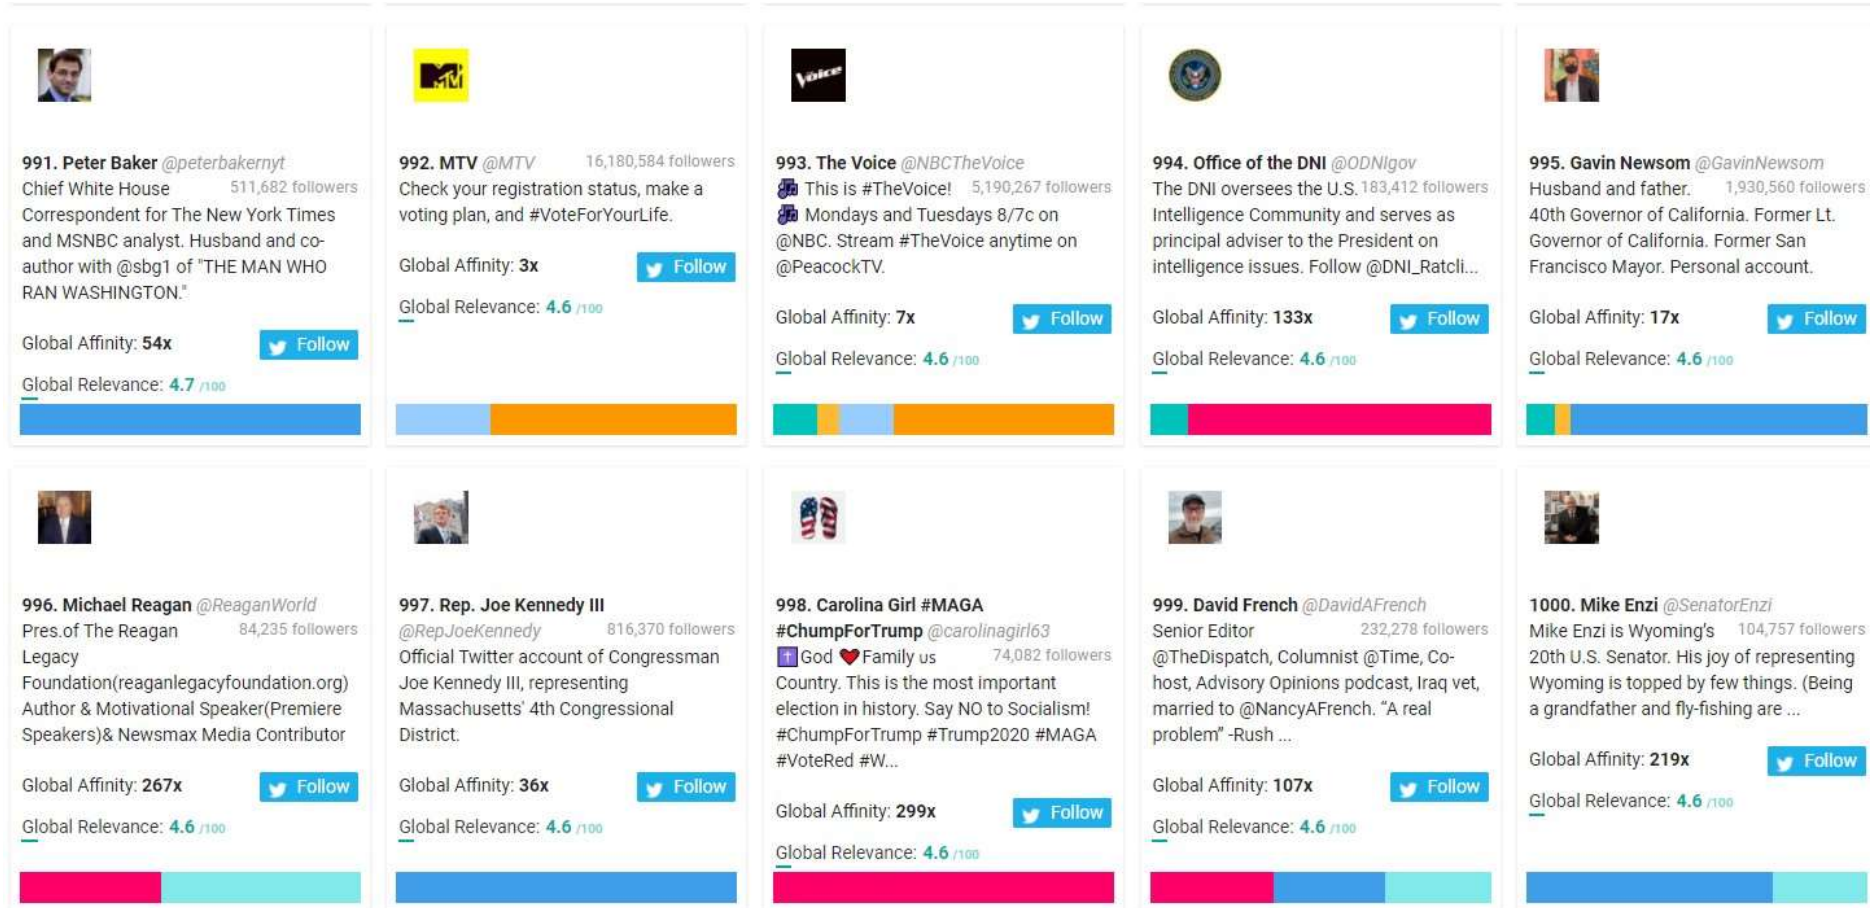 991. Peter Baker @peterbakernyt
Chief White House 511,682 followers
Correspondent for The New York Times
and MSNBC analyst. Husband and co-
author with @sbg1 of "THE MAN WHO
RAN WASHINGTON."
Global Affinity: 54x
Follow
Global Relevance: 4.7 /100
MTV
992. MTV @MTV 16,180,584 followers
Check your registration status, make a
voting plan, and #VoteForYourLife.
Global Affinity: 3x
Follow
Global Relevance: 4.6 /100
Voice
993. The Voice @NBCTheVoice
🎶 This is #TheVoice! 5,190,267 followers
🎶 Mondays and Tuesdays 8/7c on
@NBC. Stream #TheVoice anytime on
@PeacockTV.
Global Affinity: 7x
Follow
Global Relevance: 4.6 /100
994. Office of the DNI @ODNIgov
The DNI oversees the U.S. 183,412 followers
Intelligence Community and serves as
principal adviser to the President on
intelligence issues. Follow @DNI_Ratcli...
Global Affinity: 133x
Follow
Global Relevance: 4.6 /100
995. Gavin Newsom @GavinNewsom
Husband and father. 1,930,560 followers
40th Governor of California. Former Lt.
Governor of California. Former San
Francisco Mayor. Personal account.
Global Affinity: 17x
Follow
Global Relevance: 4.6 /100
996. Michael Reagan @ReaganWorld
Pres.of The Reagan 84,235 followers
Legacy
Foundation(reaganlegacyfoundation.org)
Author & Motivational Speaker(Premiere
Speakers)& Newsmax Media Contributor
Global Affinity: 267x
Follow
Global Relevance: 4.6 /100
997. Rep. Joe Kennedy III
@RepJoeKennedy 816,370 followers
Official Twitter account of Congressman
Joe Kennedy III, representing
Massachusetts' 4th Congressional
District.
Global Affinity: 36x
Follow
Global Relevance: 4.6 /100
998. Carolina Girl #MAGA
#ChumpForTrump @carolinagirl63
✝️God ❤️Family us 74,082 followers
Country. This is the most important
election in history. Say NO to Socialism!
#ChumpForTrump #Trump2020 #MAGA
#VoteRed #W...
Global Affinity: 299x
Follow
Global Relevance: 4.6 /100
999. David French @DavidAFrench
Senior Editor 232,278 followers
@TheDispatch, Columnist @Time, Co-
host, Advisory Opinions podcast, Iraq vet,
married to @NancyAFrench. “A real
problem” -Rush ...
Global Affinity: 107x
Follow
Global Relevance: 4.6 /100
1000. Mike Enzi @SenatorEnzi
Mike Enzi is Wyoming's 104,757 followers
20th U.S. Senator. His joy of representing
Wyoming is topped by few things. (Being
a grandfather and fly-fishing are ...
Global Affinity: 219x
Follow
Global Relevance: 4.6 /100